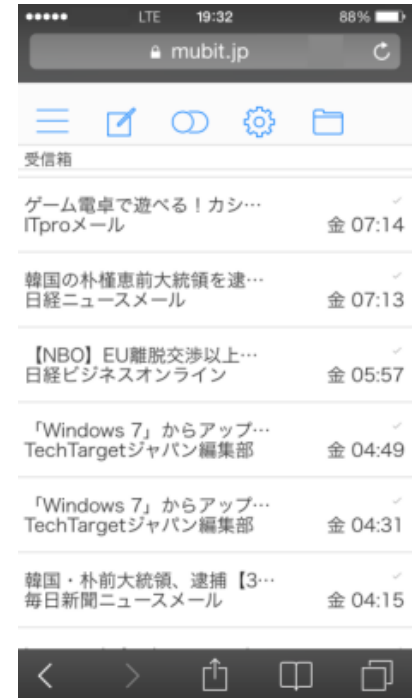 LTE 19:32 88%
mubit.jp
受信箱
ゲーム電卓で遊べる！カシ…
ITproメール 金 07:14
韓国の朴槿恵前大統領を逮…
日経ニュースメール 金 07:13
【NBO】EU離脱交渉以上…
日経ビジネスオンライン 金 05:57
「Windows 7」からアップ…
TechTargetジャパン編集部 金 04:49
「Windows 7」からアップ…
TechTargetジャパン編集部 金 04:31
韓国・朴前大統領、逮捕【3…
毎日新聞ニュースメール 金 04:15